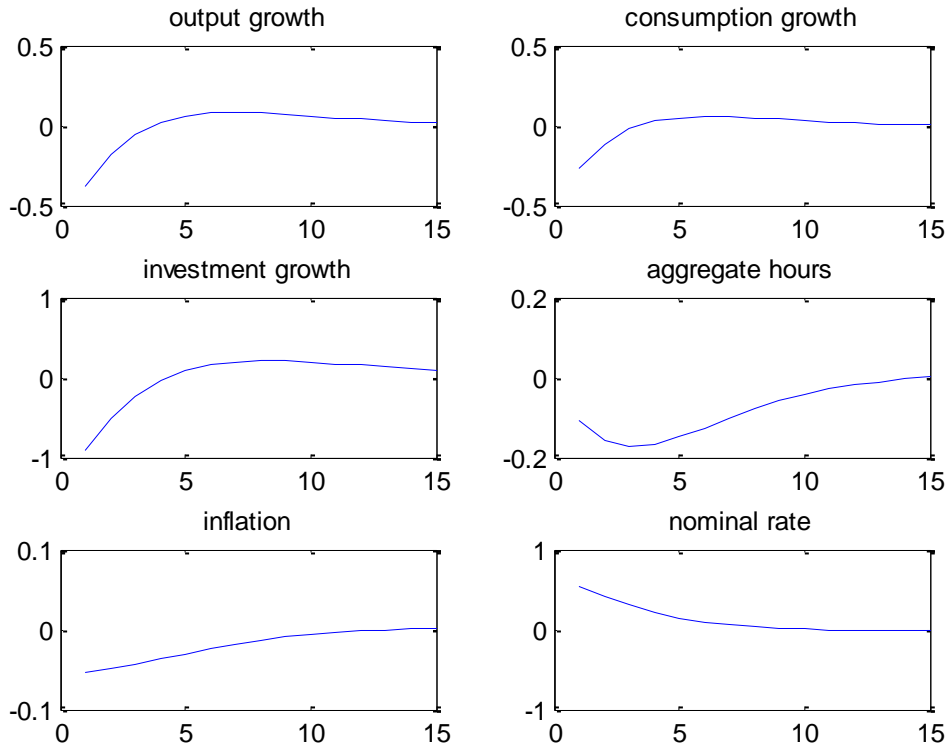 output growth
consumption growth
0.5
0
-0.5
0 5 10 15
0.5
0
-0.5
0 5 10 15
investment growth
aggregate hours
1
0
-1
0 5 10 15
0.2
0
-0.2
0 5 10 15
inflation
nominal rate
0.1
0
-0.1
0 5 10 15
1
0
-1
0 5 10 15